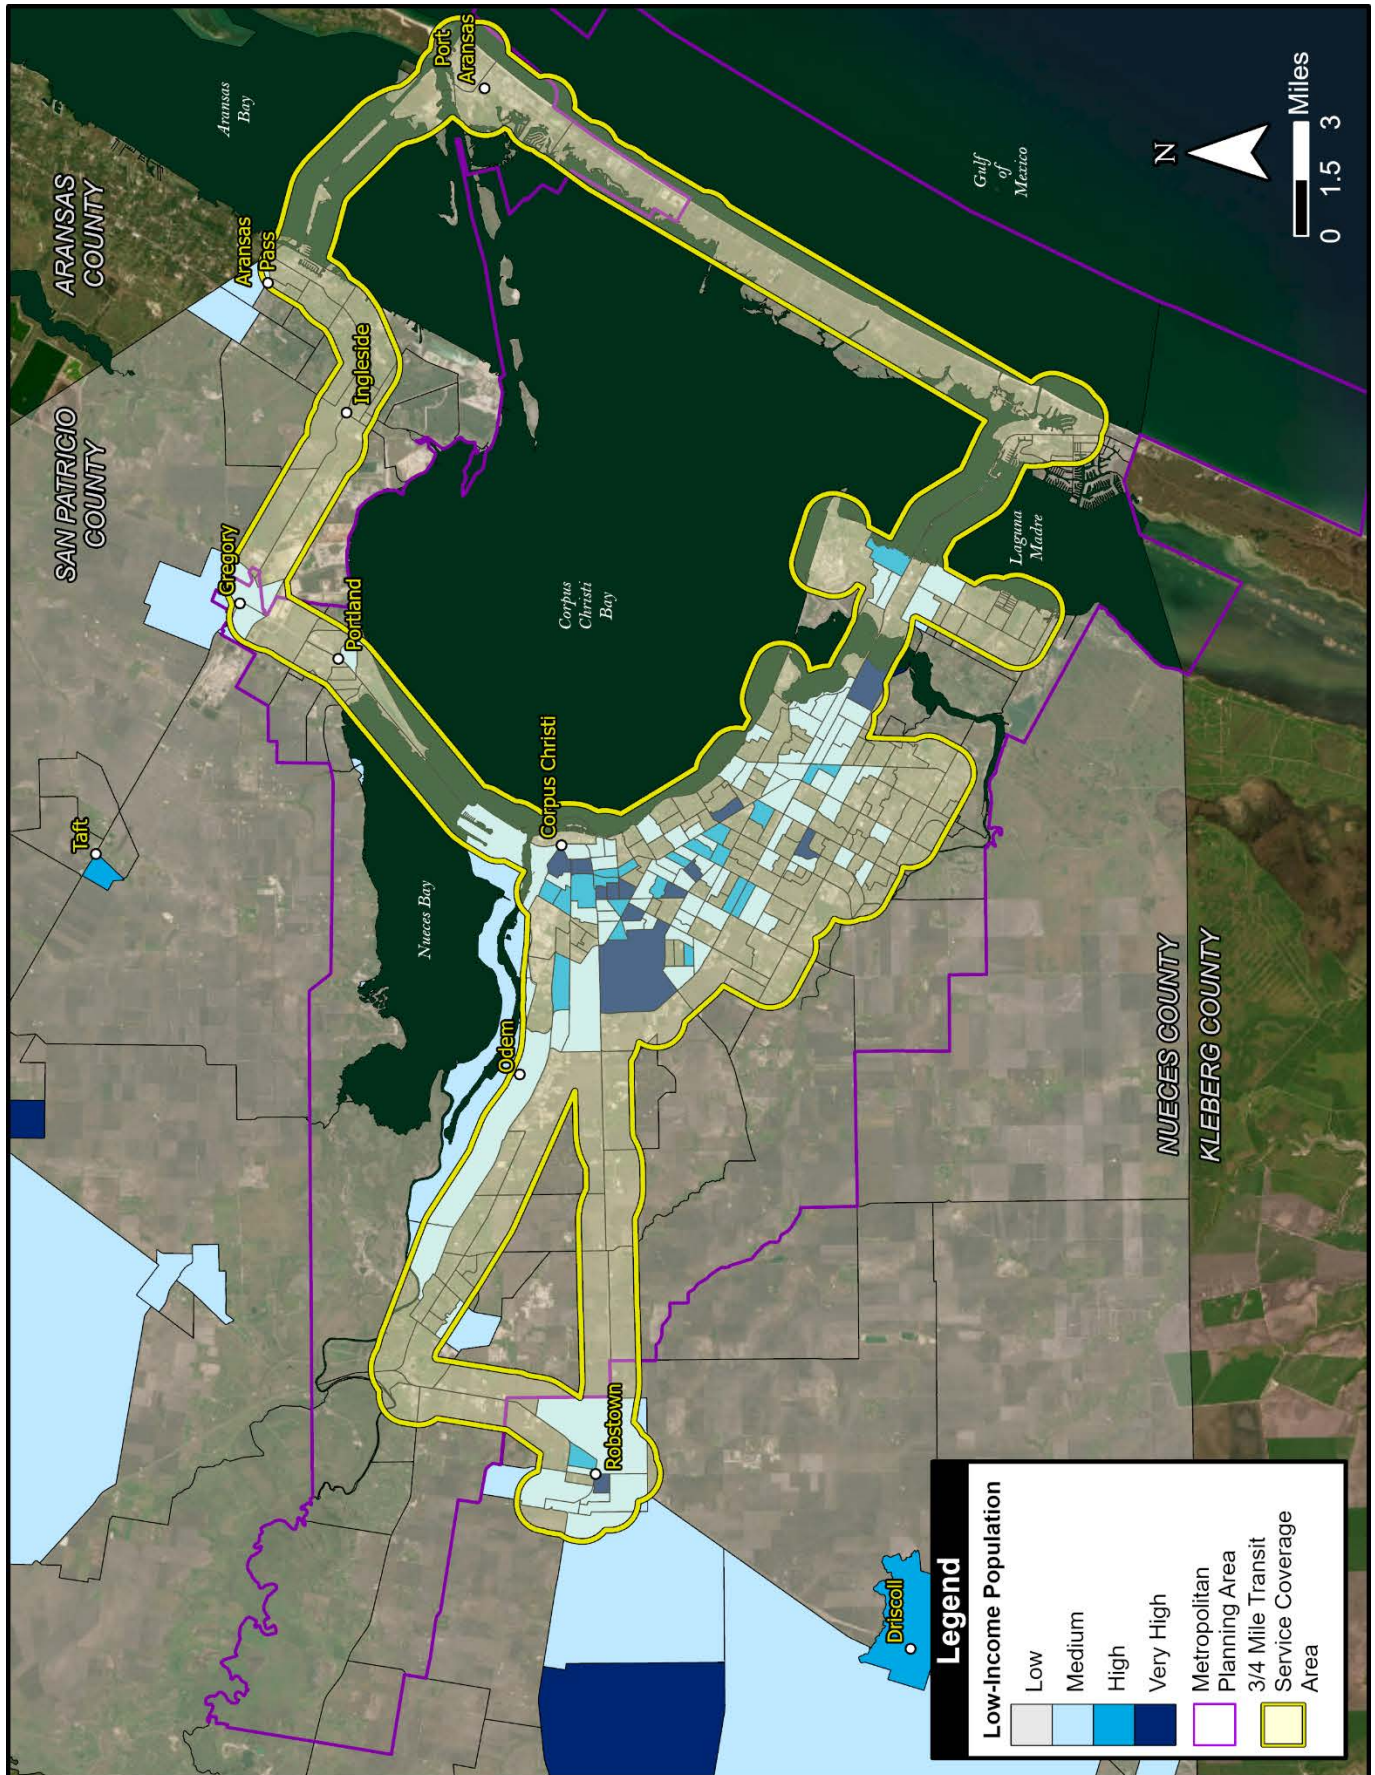 ARANSAS
COUNTY
SAN PATRICIO
COUNTY
Aransas
Bay
Port
Aransas
Aransas
Pass
Ingleside
Gregory
Portland
Taft
Gulf
of
Mexico
Corpus
Christi
Bay
Nueces Bay
Corpus Christi
Odem
Laguna
Madre
Robstown
Driscoll
NUECES COUNTY
KLEBERG COUNTY
N
0 1.5 3 Miles
Legend
Low-Income Population
Low
Medium
High
Very High
Metropolitan
Planning Area
3/4 Mile Transit
Service Coverage
Area